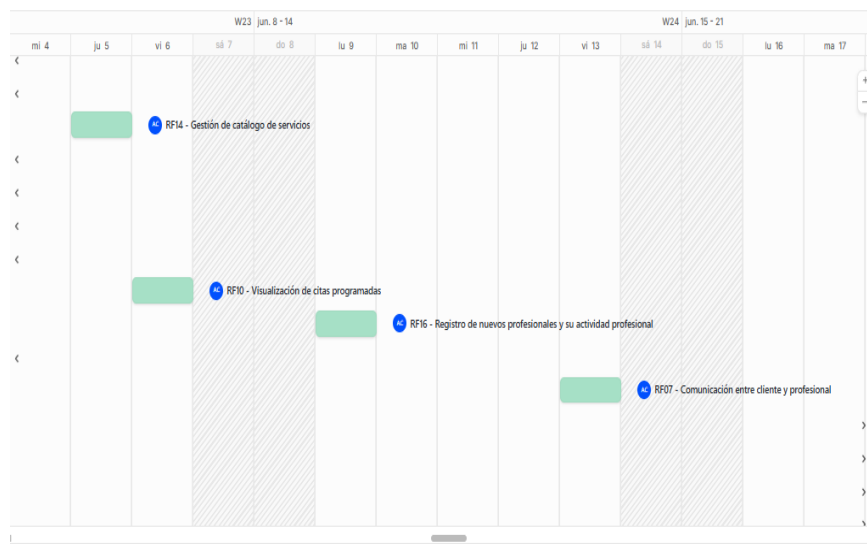 W23 jun. 8 - 14
W24 jun. 15 - 21
mi 4 ju 5 vi 6 sá 7 do 8 lu 9 ma 10 mi 11 ju 12 vi 13 sá 14 do 15 lu 16 ma 17
AC RF14 - Gestión de catálogo de servicios
AC RF10 - Visualización de citas programadas
AC RF16 - Registro de nuevos profesionales y su actividad profesional
AC RF07 - Comunicación entre cliente y profesional